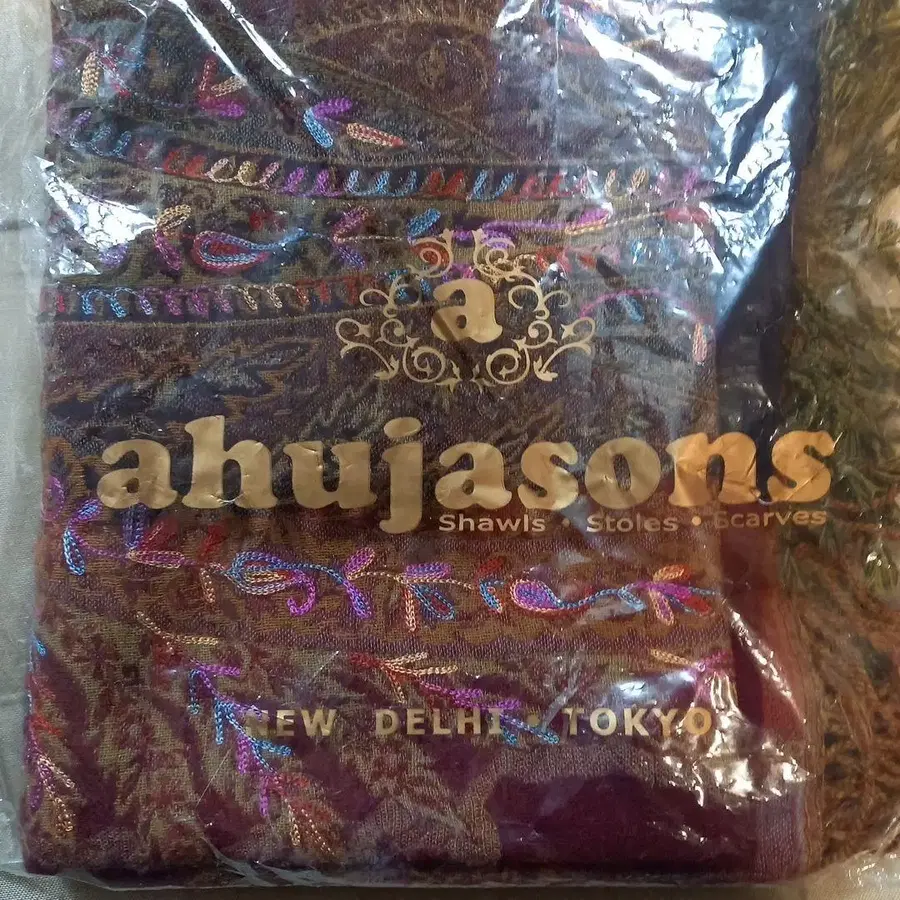 a
ahujasons
Shawls • Stoles • Scarves
NEW DELHI • TOKYO